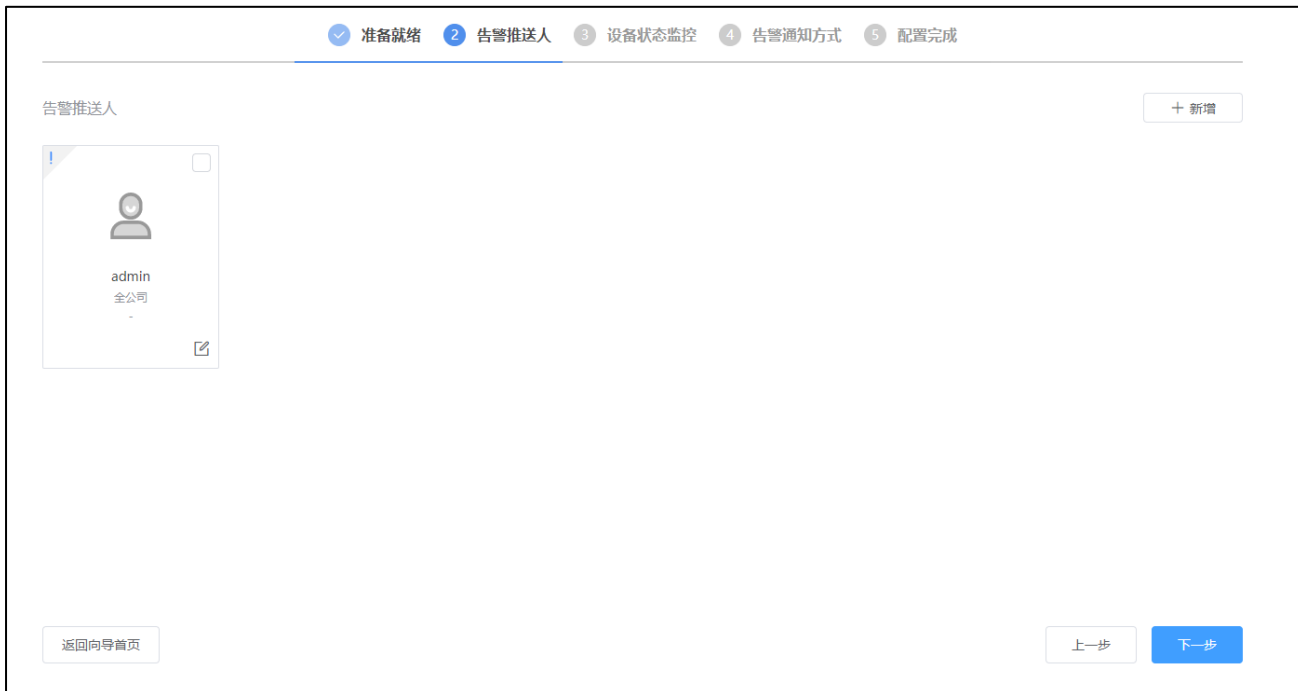 准备就绪 2 告警推送人 3 设备状态监控 4 告警通知方式 5 配置完成
告警推送人 + 新增
!
admin
全公司
-
返回向导首页 上一步 下一步